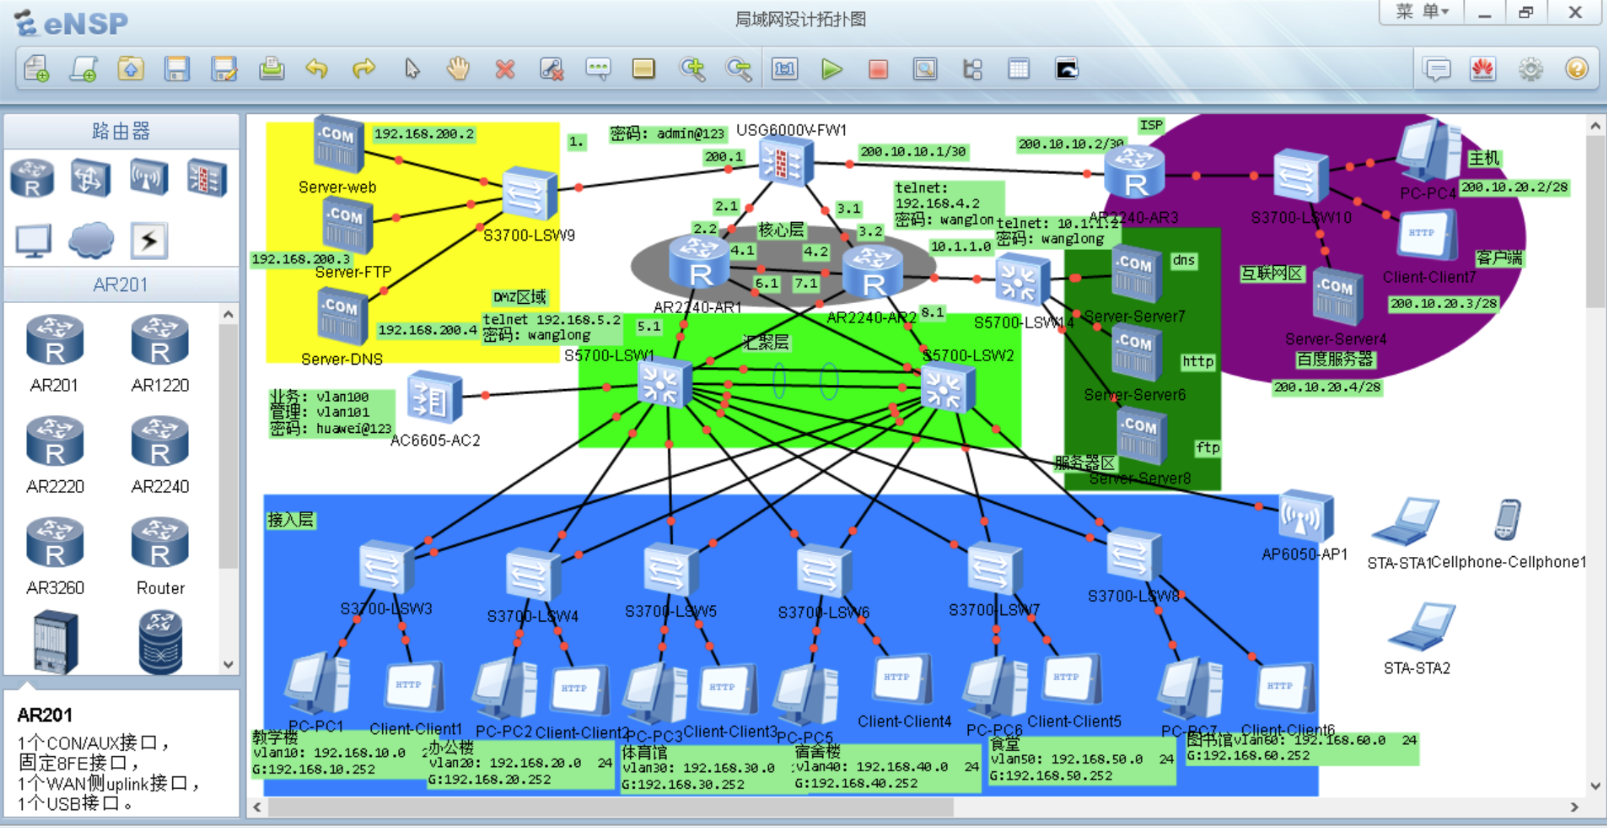 eNSP
局域网设计拓扑图
菜 单
路由器
AR201
AR201
AR1220
AR2220
AR2240
AR3260
Router
AR201
1个CON/AUX接口，
固定8FE接口，
1个WAN侧uplink接口，
1个USB接口。
192.168.200.2
Server-web
192.168.200.3
Server-FTP
192.168.200.4
Server-DNS
S3700-LSW9
DMZ区域
1.
密码: admin@123
USG6000V-FW1
200.1
200.10.10.1/30
200.10.10.2/30
ISP
AR2240-AR3
S3700-LSW10
主机
PC-PC4
200.10.20.2/28
HTTP
客户端
Client-Client7
200.10.20.3/28
互联网区
Server-Server4
百度服务器
200.10.20.4/28
telnet:
192.168.4.2
密码: wanglon
telnet: 10.1.1.2
密码: wanglong
2.1
3.1
2.2
核心层
3.2
4.1
4.2
10.1.1.0
6.1
7.1
AR2240-AR1
AR2240-AR2
8.1
S5700-LSW14
dns
Server-Server7
http
Server-Server6
ftp
服务器区
Server-Server8
telnet 192.168.5.2
密码: wanglong
5.1
汇聚层
S5700-LSW1
S5700-LSW2
业务: vlan100
管理: vlan101
密码: huawei@123
AC6605-AC2
接入层
S3700-LSW3
S3700-LSW4
S3700-LSW5
S3700-LSW6
S3700-LSW7
S3700-LSW8
AP6050-AP1
STA-STA1
Cellphone-Cellphone1
STA-STA2
PC-PC1
HTTP
Client-Client1
PC-PC2
HTTP
Client-Client2
PC-PC3
HTTP
Client-Client3
PC-PC5
HTTP
Client-Client4
PC-PC6
HTTP
Client-Client5
PC-PC7
HTTP
Client-Client6
教学楼
vlan10: 192.168.10.0
G:192.168.10.252
办公楼
vlan20: 192.168.20.0 24
G:192.168.20.252
体育馆
vlan30: 192.168.30.0
G:192.168.30.252
宿舍楼
vlan40: 192.168.40.0 24
G:192.168.40.252
食堂
vlan50: 192.168.50.0 24
G:192.168.50.252
图书馆vlan60: 192.168.60.0 24
G:192.168.60.252